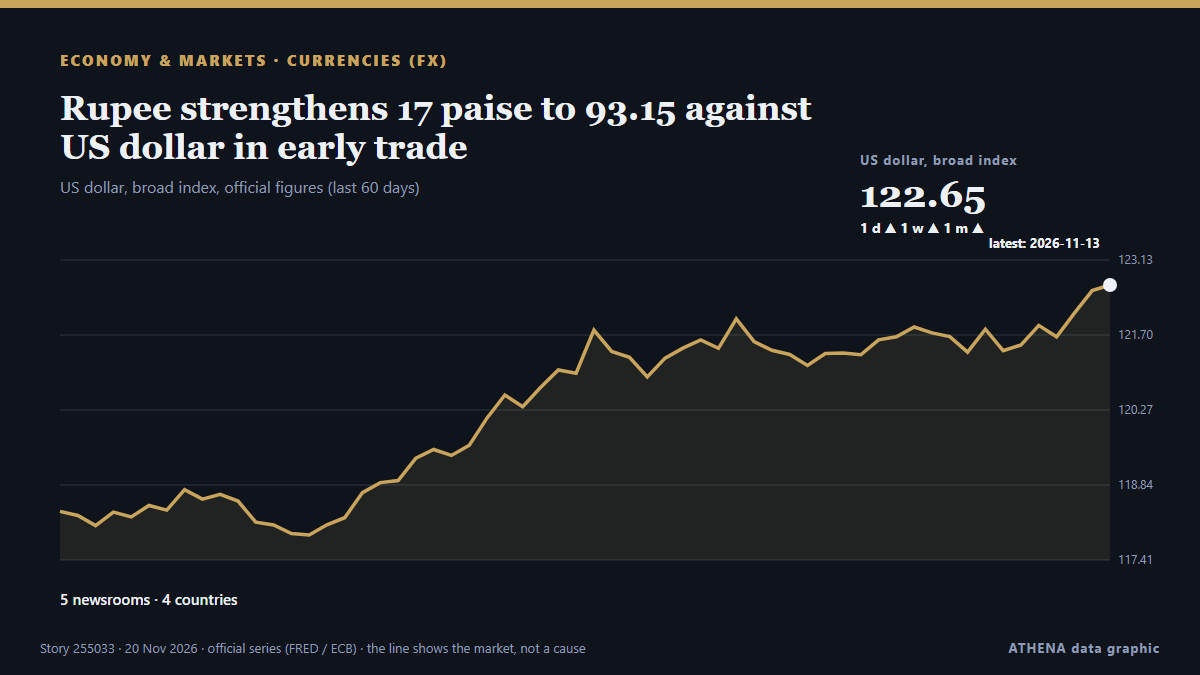 ECONOMY & MARKETS · CURRENCIES (FX)
Rupee strengthens 17 paise to 93.15 against
US dollar in early trade
US dollar, broad index, official figures (last 60 days)
US dollar, broad index
122.65
1 d ▲ 1 w ▲ 1 m ▲
latest: 2026-11-13
123.13
121.70
120.27
118.84
117.41
5 newsrooms · 4 countries
Story 255033 · 20 Nov 2026 · official series (FRED / ECB) · the line shows the market, not a cause
ATHENA data graphic